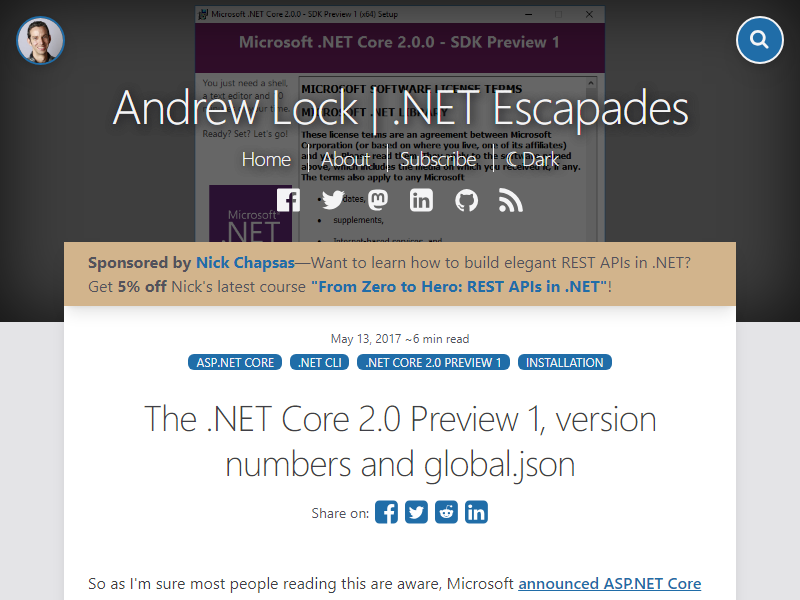 Microsoft .NET Core 2.0.0 - SDK Preview 1 (x64) Setup
Microsoft .NET Core 2.0.0 - SDK Preview 1
You just need a shell,
a text editor and 10
MICROSOFT SOFTWARE LICENSE TERMS
Andrew Lock | .NET Escapades
Ready? Set? Let's go!
These license terms are an agreement between Microsoft
Corporation (or based on where you live, one of its affiliates)
Home | About | Subscribe | ☾ Dark
above, which includes the media on which you received it, if any.
The terms also apply to any Microsoft
supplements,
Microsoft
.NET
Internet-based services, and
Sponsored by Nick Chapsas—Want to learn how to build elegant REST APIs in .NET?
Get 5% off Nick's latest course "From Zero to Hero: REST APIs in .NET"!
May 13, 2017 ~6 min read
ASP.NET CORE .NET CLI .NET CORE 2.0 PREVIEW 1 INSTALLATION
The .NET Core 2.0 Preview 1, version
numbers and global.json
Share on:
So as I'm sure most people reading this are aware, Microsoft announced ASP.NET Core